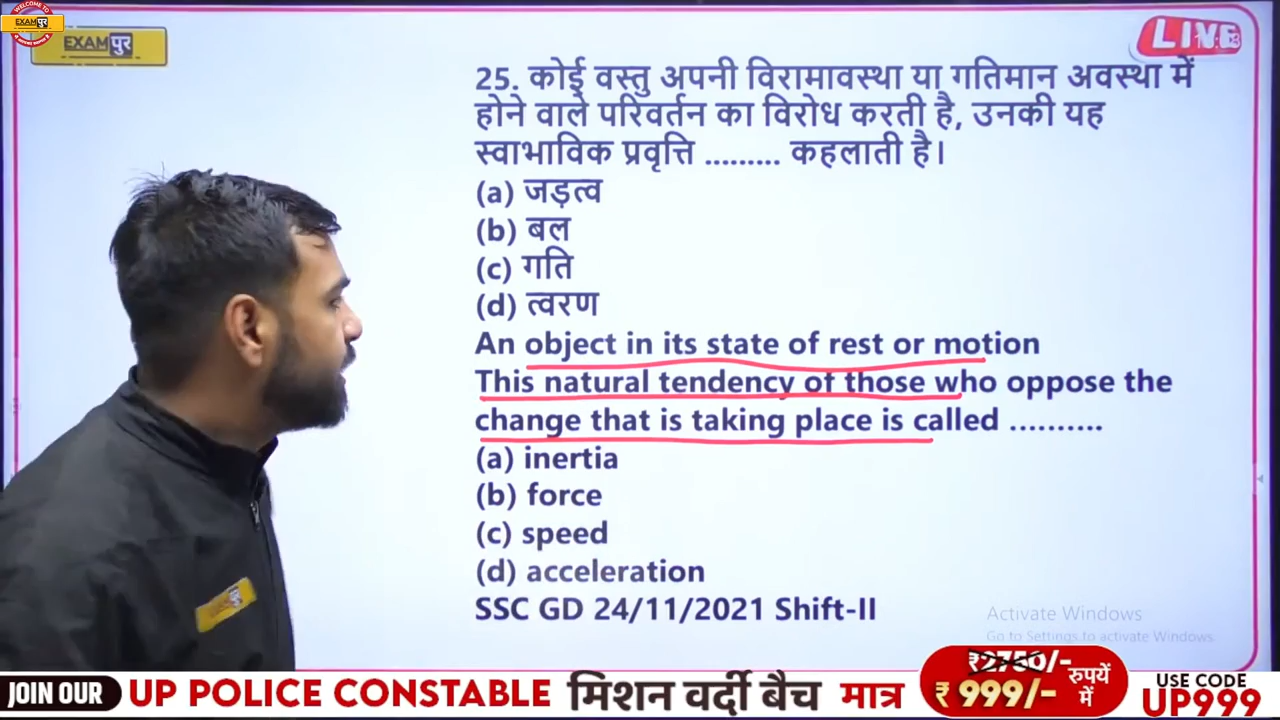 WELCOME TO
EXAMपुर
EXAMपुर
LIVE
25. कोई वस्तु अपनी विरामावस्था या गतिमान अवस्था में
होने वाले परिवर्तन का विरोध करती है, उनकी यह
स्वाभाविक प्रवृत्ति ......... कहलाती है।
(a) जड़त्व
(b) बल
(c) गति
(d) त्वरण
An object in its state of rest or motion
This natural tendency of those who oppose the
change that is taking place is called ..........
(a) inertia
(b) force
(c) speed
(d) acceleration
SSC GD 24/11/2021 Shift-II
Activate Windows
Go to Settings to activate Windows.
JOIN OUR UP POLICE CONSTABLE मिशन वर्दी बैच मात्र
₹2750/-
₹ 999/-
रुपयें
में
USE CODE
UP999